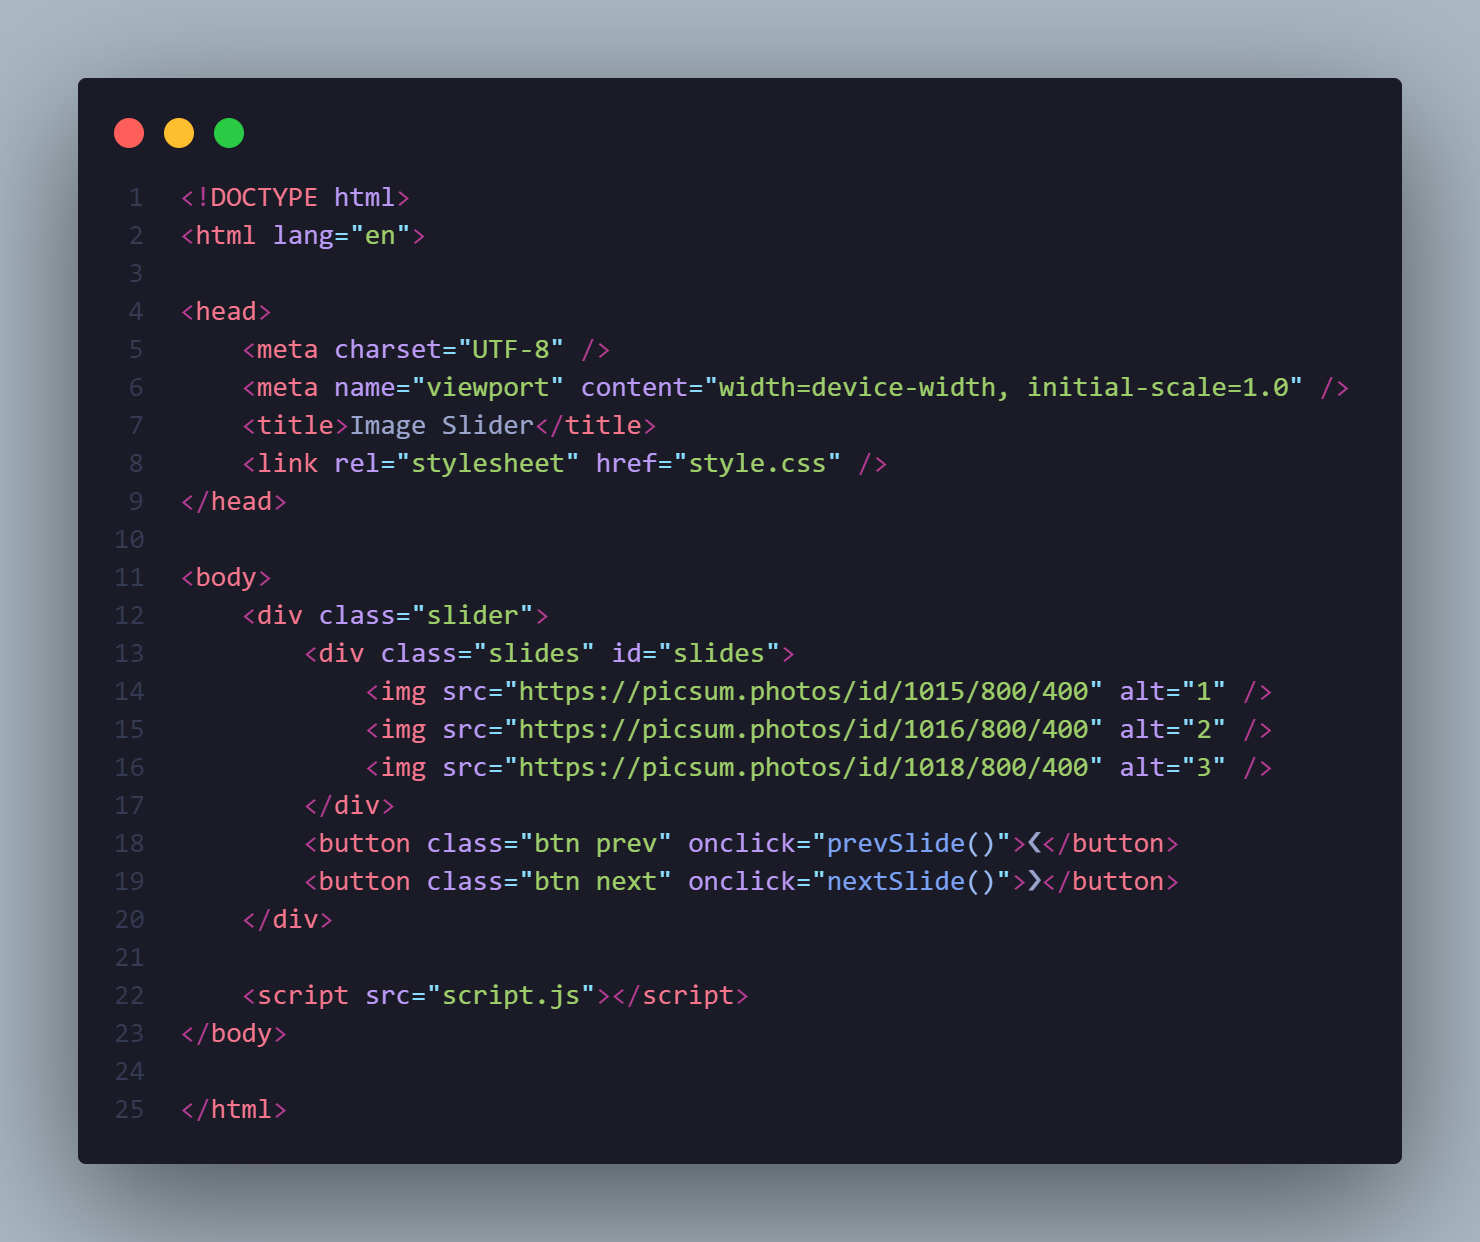 1 <!DOCTYPE html>
2 <html lang="en">
3
4 <head>
5     <meta charset="UTF-8" />
6     <meta name="viewport" content="width=device-width, initial-scale=1.0" />
7     <title>Image Slider</title>
8     <link rel="stylesheet" href="style.css" />
9 </head>
10
11 <body>
12     <div class="slider">
13         <div class="slides" id="slides">
14             <img src="https://picsum.photos/id/1015/800/400" alt="1" />
15             <img src="https://picsum.photos/id/1016/800/400" alt="2" />
16             <img src="https://picsum.photos/id/1018/800/400" alt="3" />
17         </div>
18         <button class="btn prev" onclick="prevSlide()">❮</button>
19         <button class="btn next" onclick="nextSlide()">❯</button>
20     </div>
21
22     <script src="script.js"></script>
23 </body>
24
25 </html>